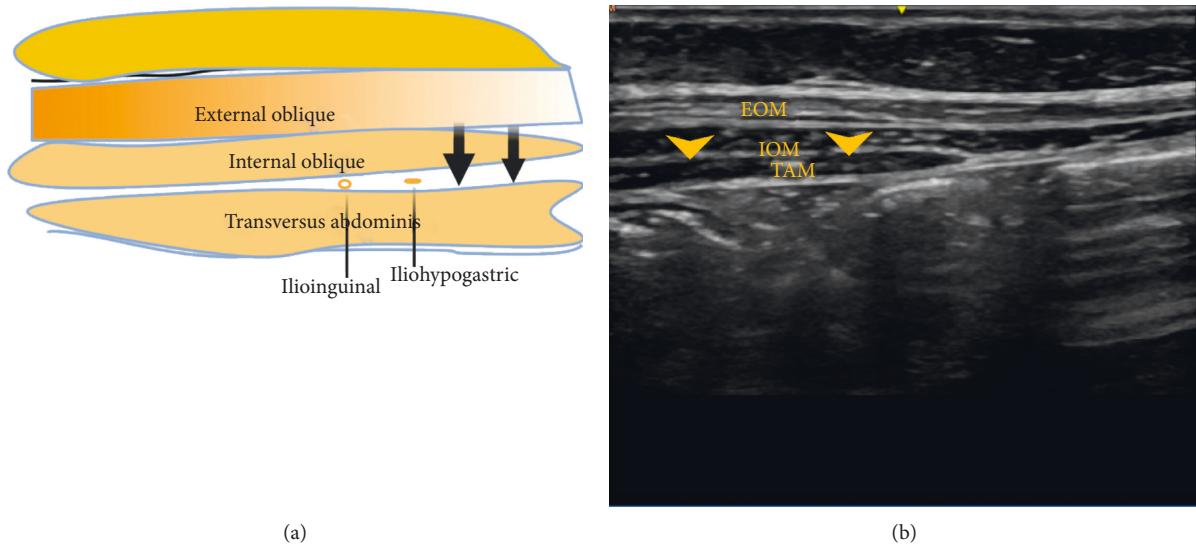 External oblique
Internal oblique
Transversus abdominis
Ilioinguinal
Iliohypogastric
(a)
EOM
IOM
TAM
(b)